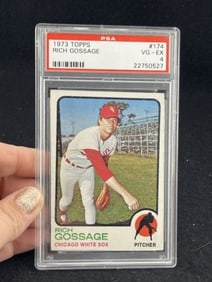 PSA
1973 TOPPS #174
RICH GOSSAGE VG-EX
4
22750527
RICH
GOSSAGE
CHICAGO WHITE SOX
PITCHER